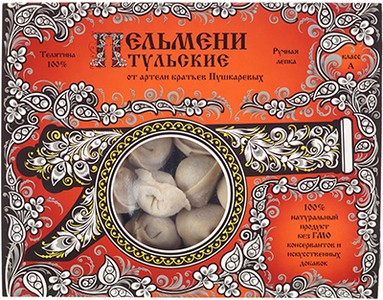 ПЕЛЬМЕНИ
ТУЛЬСКИЕ
от артели братьев Пушкаревых
Телятина
100%
Ручная
лепка
класс
А
100%
натуральный
продукт
без ГМО
консервантов и
искусственных
добавок